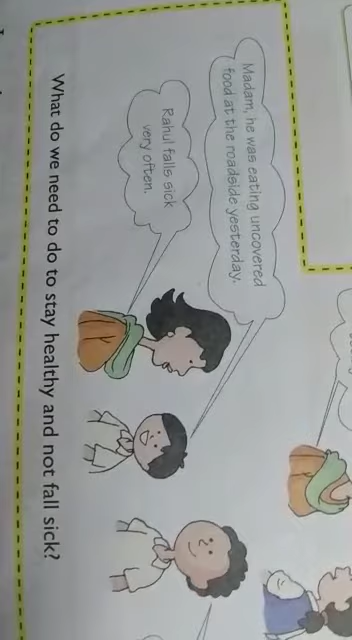 Madam, he was eating uncovered
food at the roadside yesterday.
Rahul falls sick
very often.
What do we need to do to stay healthy and not fall sick?